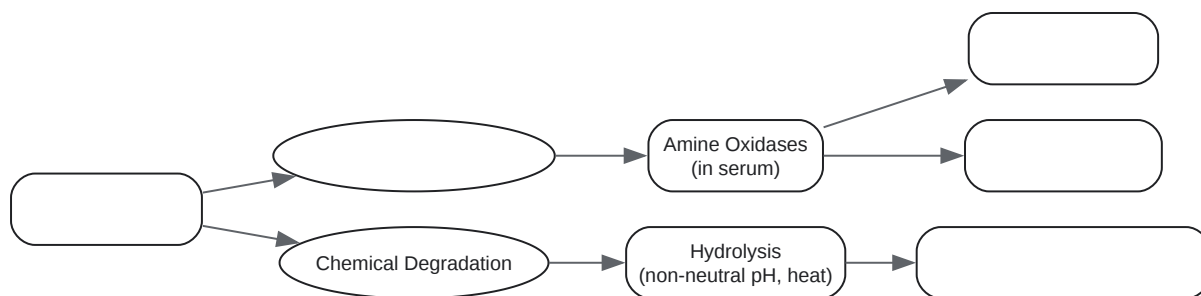 Amine Oxidases
(in serum)
Chemical Degradation
Hydrolysis
(non-neutral pH, heat)